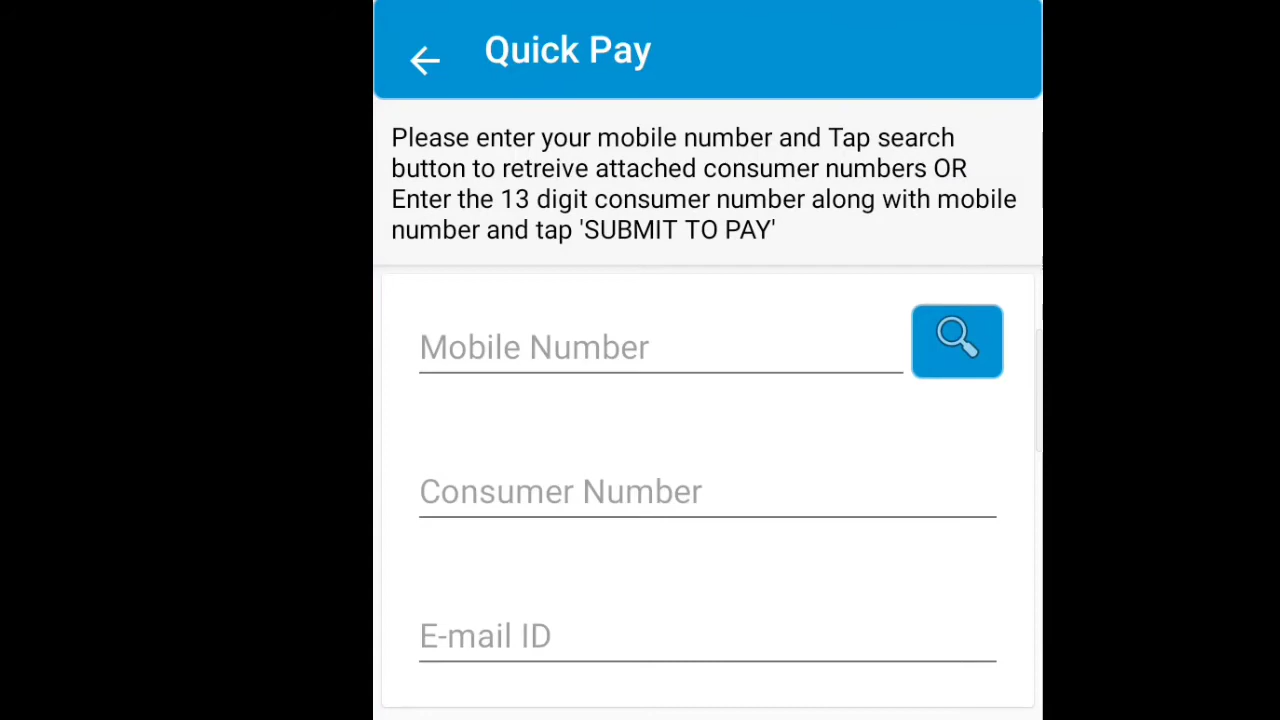 Quick Pay
Please enter your mobile number and Tap search
button to retreive attached consumer numbers OR
Enter the 13 digit consumer number along with mobile
number and tap 'SUBMIT TO PAY'
Mobile Number
Consumer Number
E-mail ID